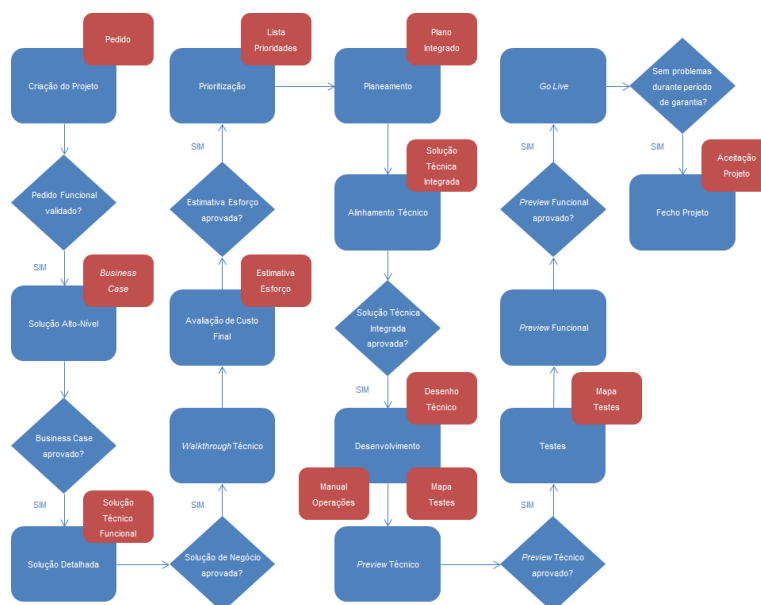 Pedido
Criação do Projeto
Pedido Funcional
validado?
SIM
Business
Case
Solução Alto-Nível
Business Case
aprovado?
SIM
Solução
Técnico
Funcional
Solução Detalhada
Solução de Negócio
aprovada?
SIM
Walkthrough Técnico
Estimativa
Esforço
Avaliação de Custo
Final
Estimativa Esforço
aprovada?
SIM
Lista
Prioridades
Prioritização
Plano
Integrado
Planeamento
Solução
Técnica
Integrada
Alinhamento Técnico
Solução Técnica
Integrada
aprovada?
SIM
Desenho
Técnico
Desenvolvimento
Manual
Operações
Mapa
Testes
Preview Técnico
Preview Técnico
aprovado?
SIM
Mapa
Testes
Testes
Preview Funcional
Preview Funcional
aprovado?
SIM
Go Live
Sem problemas
durante período
de garantia?
SIM
Aceitação
Projeto
Fecho Projeto